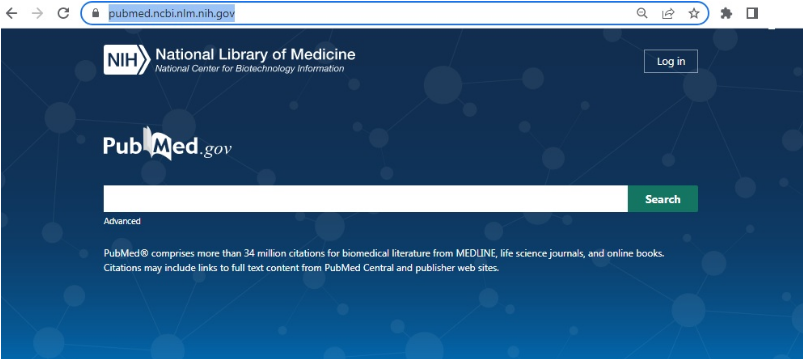 pubmed.ncbi.nlm.nih.gov
NIH National Library of Medicine
National Center for Biotechnology Information
Log in
PubMed.gov
Search
Advanced
PubMed® comprises more than 34 million citations for biomedical literature from MEDLINE, life science journals, and online books.
Citations may include links to full text content from PubMed Central and publisher web sites.